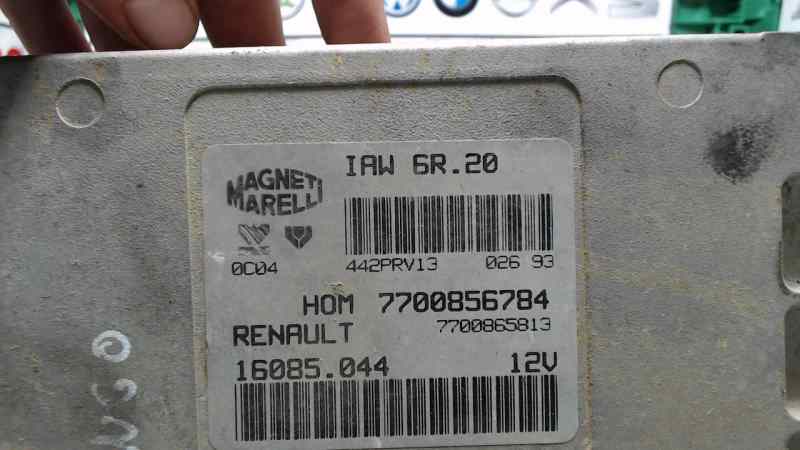 IAW 6R.20
MAGNETI
MARELLI
0C04
442PRV13 026 93
HOM 7700856784
RENAULT 7700865813
16085.044 12V